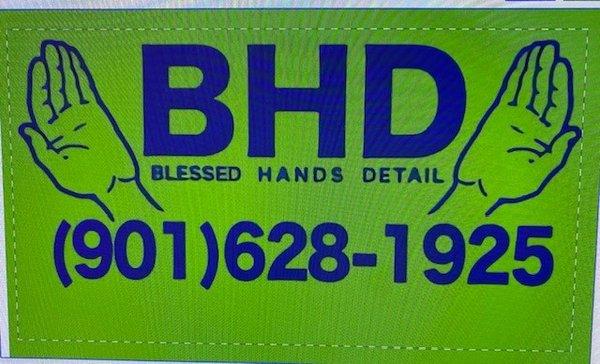 BHD
BLESSED HANDS DETAIL
(901)628-1925